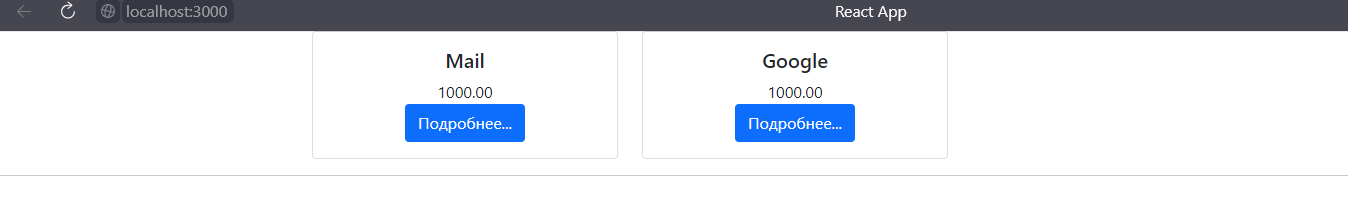 localhost:3000 React App
Mail Google
1000.00 1000.00
Подробнее... Подробнее...